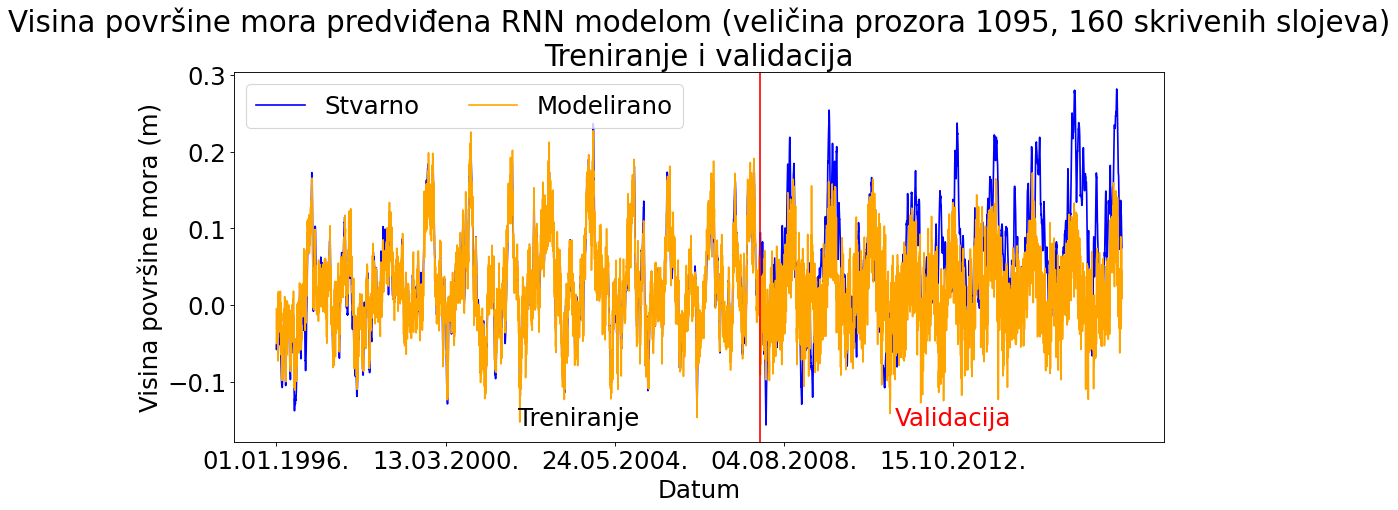 Visina površine mora predviđena RNN modelom (veličina prozora 1095, 160 skrivenih slojeva)
Treniranje i validacija
Stvarno
Modelirano
Visina površine mora (m)
0.3
0.2
0.1
0.0
−0.1
Treniranje
Validacija
01.01.1996.
13.03.2000.
24.05.2004.
04.08.2008.
15.10.2012.
Datum